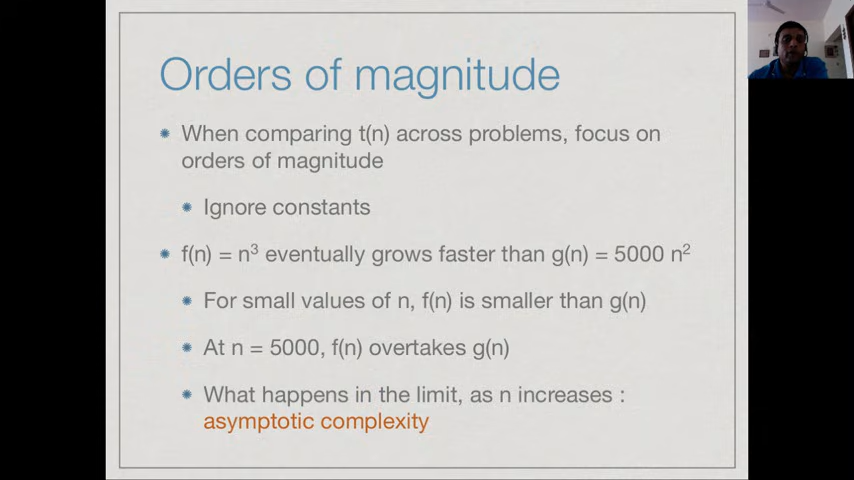 Orders of magnitude
When comparing t(n) across problems, focus on
orders of magnitude
Ignore constants
f(n) = n³ eventually grows faster than g(n) = 5000 n²
For small values of n, f(n) is smaller than g(n)
At n = 5000, f(n) overtakes g(n)
What happens in the limit, as n increases :
asymptotic complexity